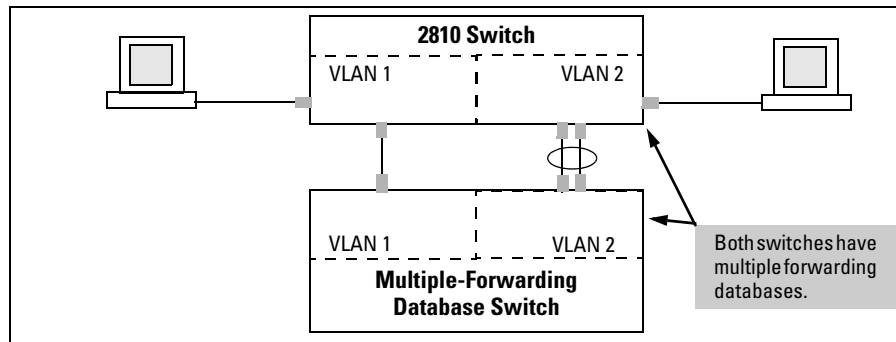 2810 Switch
VLAN 1
VLAN 2
VLAN 1
VLAN 2
Multiple-Forwarding
Database Switch
Both switches have
multiple forwarding
databases.